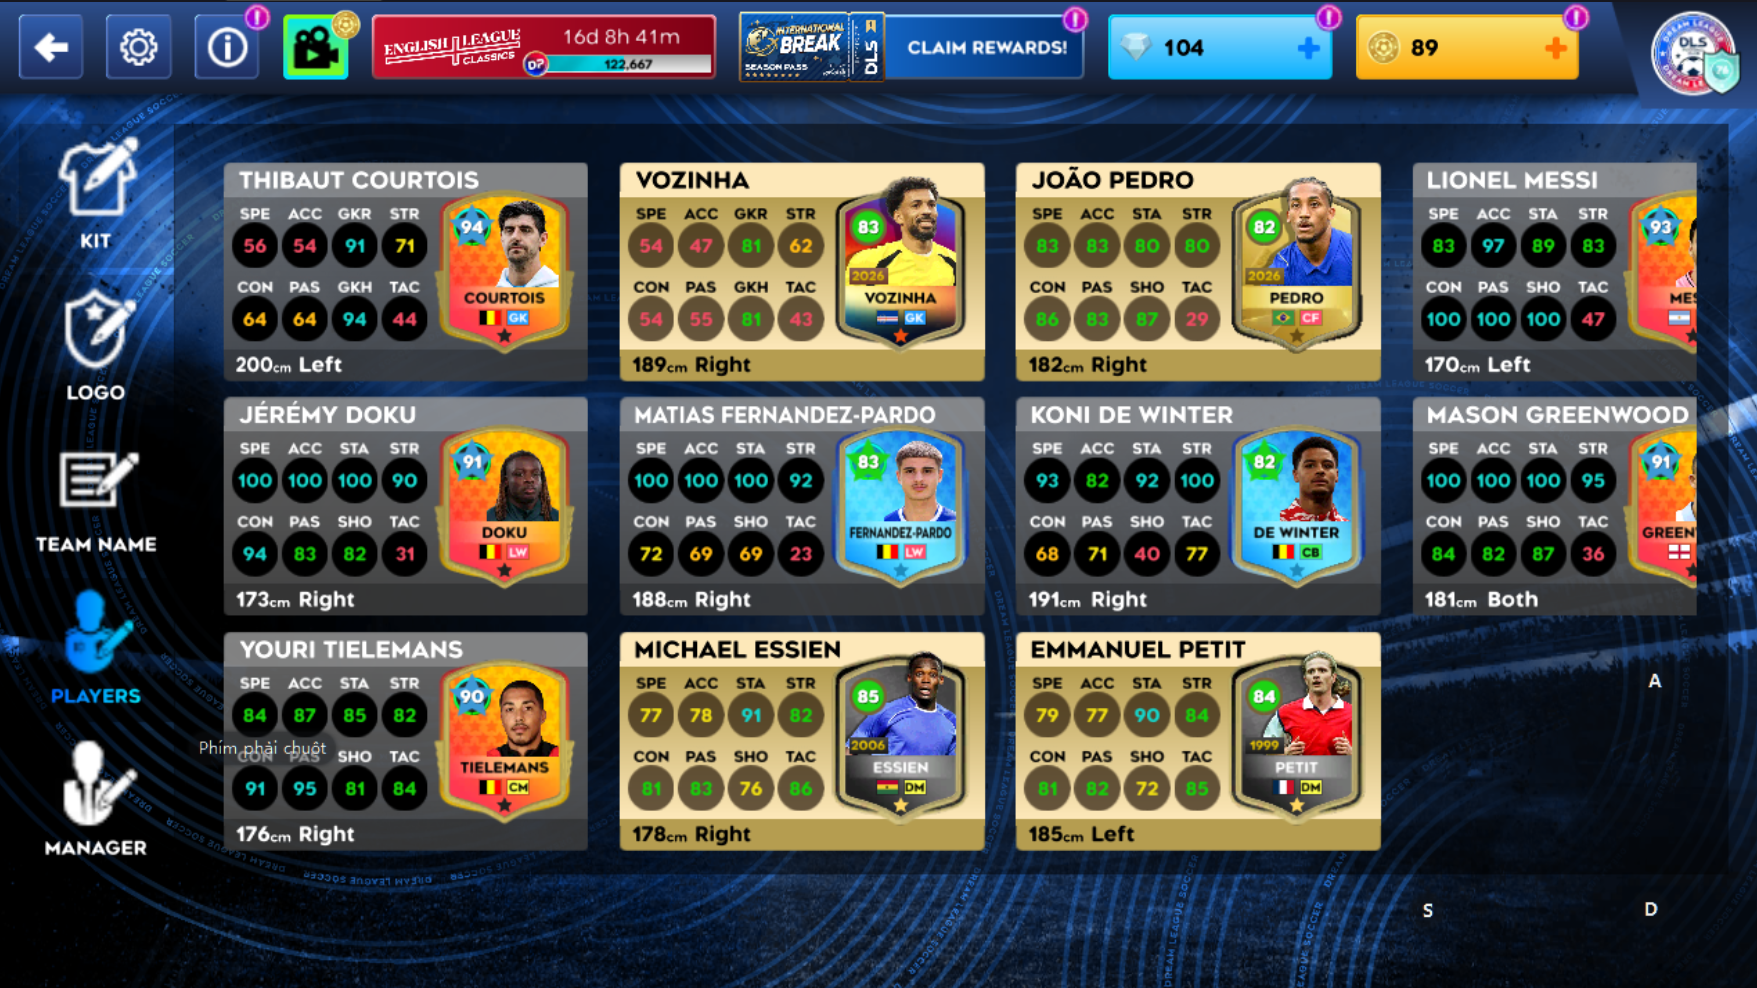 ENGLISH LEAGUE CLASSICS
16d 8h 41m
DP 122,667
INTERNATIONAL BREAK
SEASON PASS
DLS
CLAIM REWARDS!
104
89
DLS
76
KIT
LOGO
TEAM NAME
PLAYERS
MANAGER
THIBAUT COURTOIS
SPE ACC GKR STR
56 54 91 71
CON PAS GKH TAC
64 64 94 44
94
COURTOIS
GK
200cm Left
VOZINHA
SPE ACC GKR STR
54 47 81 62
CON PAS GKH TAC
54 55 81 43
83
2026
VOZINHA
GK
189cm Right
JOÃO PEDRO
SPE ACC STA STR
83 83 80 80
CON PAS SHO TAC
86 83 87 29
82
2026
PEDRO
CF
182cm Right
LIONEL MESSI
SPE ACC STA STR
83 97 89 83
CON PAS SHO TAC
100 100 100 47
93
MES
170cm Left
JÉRÉMY DOKU
SPE ACC STA STR
100 100 100 90
CON PAS SHO TAC
94 83 82 31
91
DOKU
LW
173cm Right
MATIAS FERNANDEZ-PARDO
SPE ACC STA STR
100 100 100 92
CON PAS SHO TAC
72 69 69 23
83
FERNANDEZ-PARDO
LW
188cm Right
KONI DE WINTER
SPE ACC STA STR
93 82 92 100
CON PAS SHO TAC
68 71 40 77
82
DE WINTER
CB
191cm Right
MASON GREENWOOD
SPE ACC STA STR
100 100 100 95
CON PAS SHO TAC
84 82 87 36
91
GREEN
181cm Both
YOURI TIELEMANS
SPE ACC STA STR
84 87 85 82
Phím phải chuột
CON PAS SHO TAC
91 95 81 84
90
TIELEMANS
CM
176cm Right
MICHAEL ESSIEN
SPE ACC STA STR
77 78 91 82
CON PAS SHO TAC
81 83 76 86
85
2006
ESSIEN
DM
178cm Right
EMMANUEL PETIT
SPE ACC STA STR
79 77 90 84
CON PAS SHO TAC
81 82 72 85
84
1999
PETIT
DM
185cm Left
A
S
D